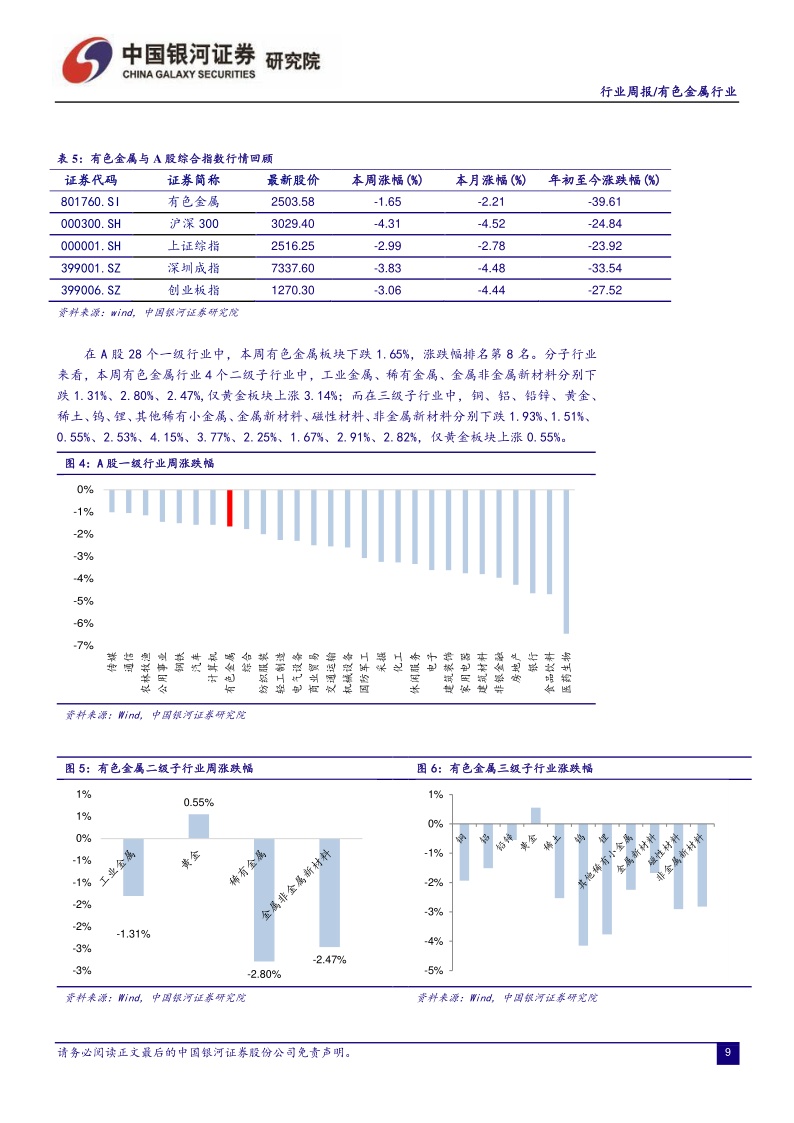 中国银河证券 研究院
CHINA GALAXY SECURITIES
行业周报/有色金属行业
表 5：有色金属与 A 股综合指数行情回顾
证券代码 证券简称 最新股价 本周涨幅(%) 本月涨幅(%) 年初至今涨跌幅(%)
801760.SI 有色金属 2503.58 -1.65 -2.21 -39.61
000300.SH 沪深 300 3029.40 -4.31 -4.52 -24.84
000001.SH 上证综指 2516.25 -2.99 -2.78 -23.92
399001.SZ 深圳成指 7337.60 -3.83 -4.48 -33.54
399006.SZ 创业板指 1270.30 -3.06 -4.44 -27.52
资料来源：wind, 中国银河证券研究院
在 A 股 28 个一级行业中，本周有色金属板块下跌 1.65%，涨跌幅排名第 8 名。分子行业
来看，本周有色金属行业 4 个二级子行业中，工业金属、稀有金属、金属非金属新材料分别下
跌 1.31%、2.80%、2.47%,仅黄金板块上涨 3.14%；而在三级子行业中，铜、铝、铅锌、黄金、
稀土、钨、锂、其他稀有小金属、金属新材料、磁性材料、非金属新材料分别下跌 1.93%、1.51%、
0.55%、2.53%、4.15%、3.77%、2.25%、1.67%、2.91%、2.82%，仅黄金板块上涨 0.55%。
图 4：A 股一级行业周涨跌幅
0%
-1%
-2%
-3%
-4%
-5%
-6%
-7%
传媒
通信
农林牧渔
公用事业
钢铁
汽车
计算机
有色金属
综合
纺织服装
轻工制造
电气设备
商业贸易
交通运输
机械设备
国防军工
采掘
化工
休闲服务
电子
建筑装饰
家用电器
建筑材料
非银金融
房地产
银行
食品饮料
医药生物
资料来源：Wind, 中国银河证券研究院
图 5：有色金属二级子行业周涨跌幅
1%
1%
0%
-1%
-1%
-2%
-2%
-3%
-3%
0.55%
-1.31%
-2.80%
-2.47%
工业金属
黄金
稀有金属
金属非金属新材料
资料来源：Wind, 中国银河证券研究院
图 6：有色金属三级子行业涨跌幅
1%
0%
-1%
-2%
-3%
-4%
-5%
铜
铝
铅锌
黄金
稀土
钨
锂
其他稀有小金属
金属新材料
磁性材料
非金属新材料
资料来源：Wind, 中国银河证券研究院
请务必阅读正文最后的中国银河证券股份公司免责声明。
9